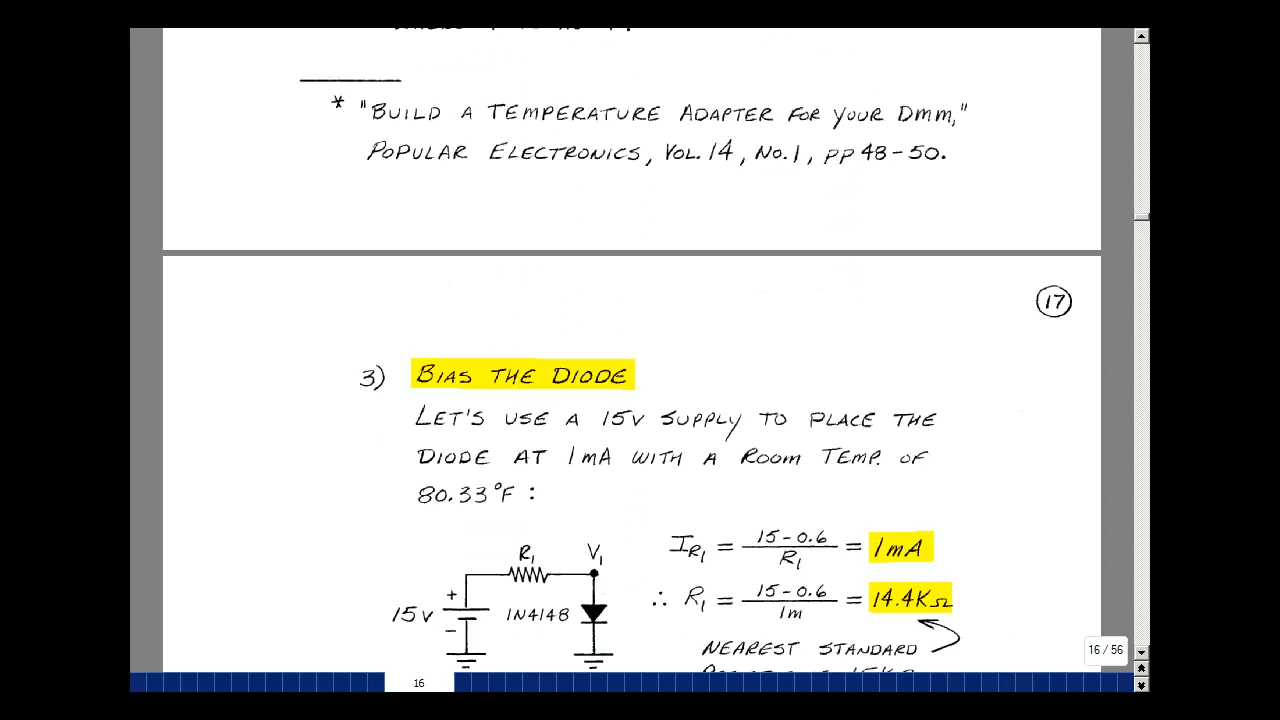 * "BUILD A TEMPERATURE ADAPTER FOR YOUR DMM,"
POPULAR ELECTRONICS, VOL. 14, NO. 1, PP 48-50.
17
3) BIAS THE DIODE
LET'S USE A 15V SUPPLY TO PLACE THE
DIODE AT 1mA WITH A ROOM TEMP. OF
80.33°F :
I_R1 = (15-0.6)/R1 = 1mA
∴ R1 = (15-0.6)/1m = 14.4KΩ
R1 V1
+
15V 1N4148
-
NEAREST STANDARD
16 / 56
16